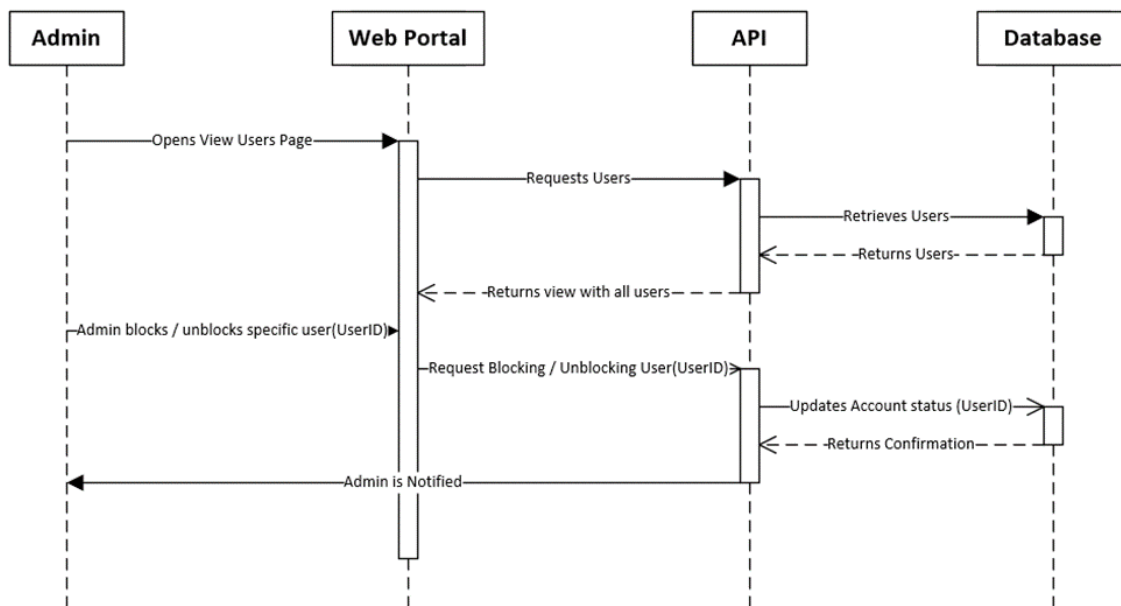 Admin
Web Portal
API
Database
Opens View Users Page
Requests Users
Retrieves Users
Returns Users
Returns view with all users
Admin blocks / unblocks specific user(UserID)
Request Blocking / Unblocking User(UserID)
Updates Account status (UserID)
Returns Confirmation
Admin is Notified